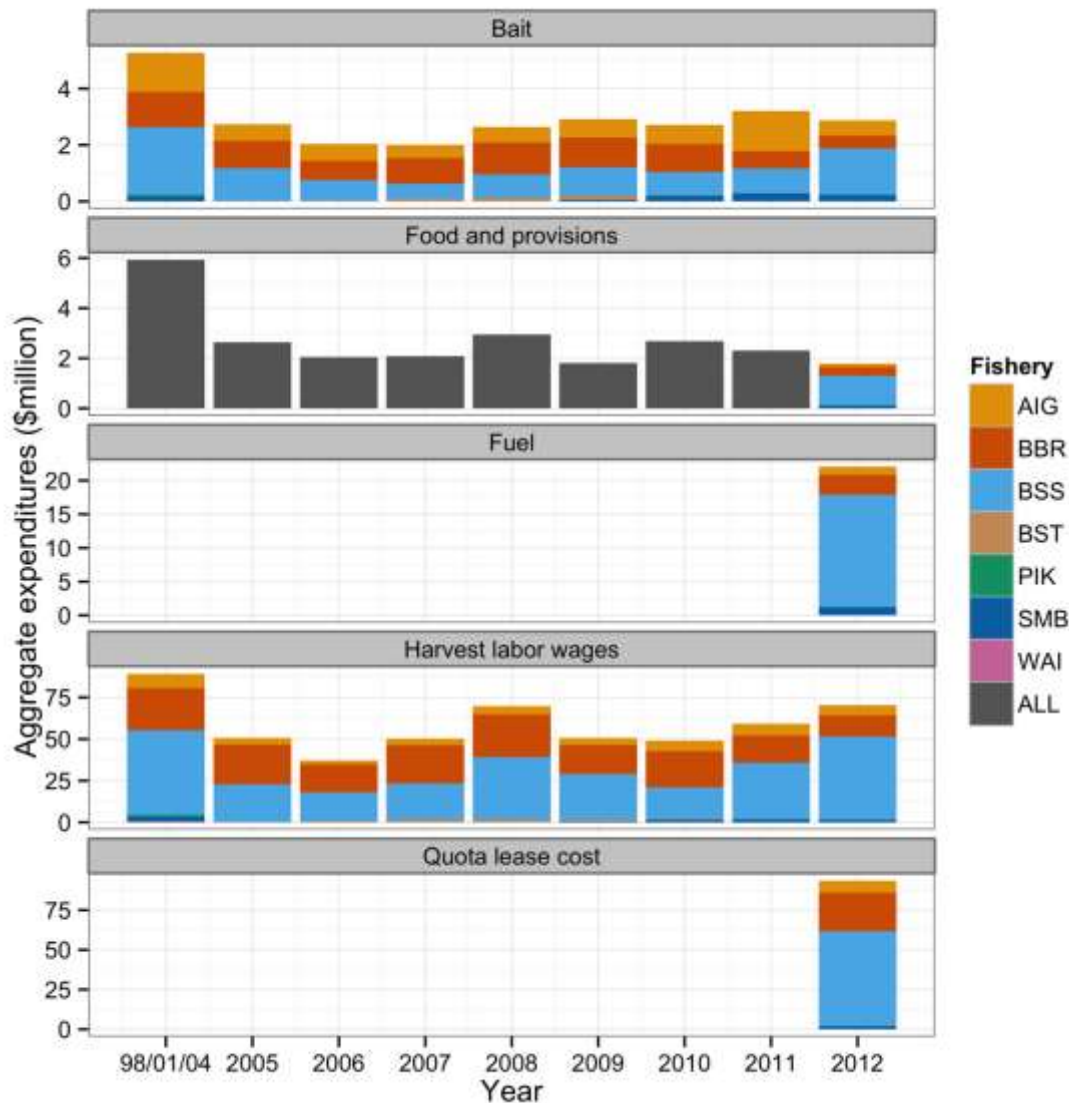 Bait
4
2
0
Food and provisions
6
4
2
0
Fuel
20
15
10
5
0
Harvest labor wages
75
50
25
0
Quota lease cost
75
50
25
0
Aggregate expenditures ($million)
98/01/04 2005 2006 2007 2008 2009 2010 2011 2012
Year
Fishery
AIG
BBR
BSS
BST
PIK
SMB
WAI
ALL